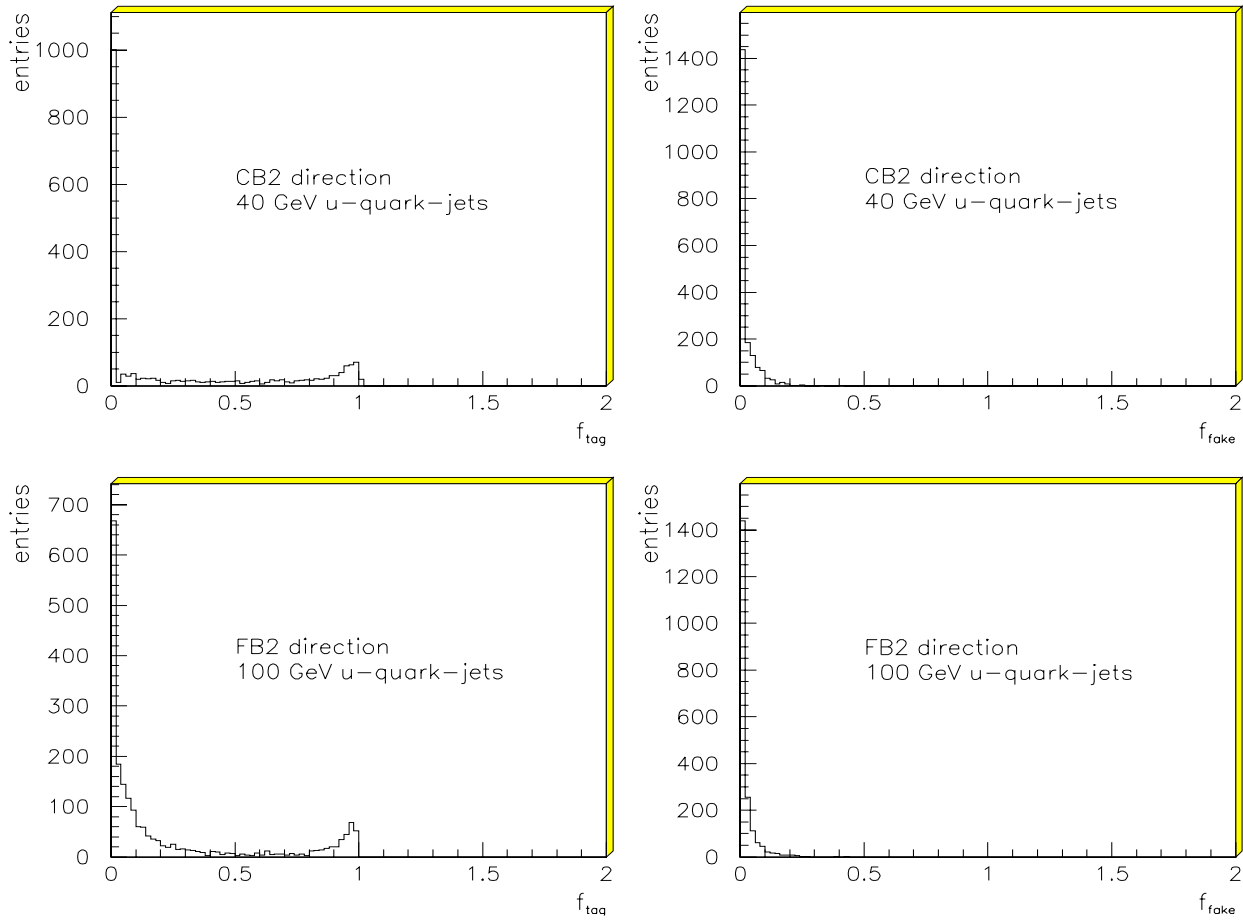 entries
1000
800
600
400
200
0
CB2 direction
40 GeV u-quark-jets
0 0.5 1 1.5 2
f tag
entries
1400
1200
1000
800
600
400
200
0
CB2 direction
40 GeV u-quark-jets
0 0.5 1 1.5 2
f fake
entries
700
600
500
400
300
200
100
0
FB2 direction
100 GeV u-quark-jets
0 0.5 1 1.5 2
f tag
entries
1400
1200
1000
800
600
400
200
0
FB2 direction
100 GeV u-quark-jets
0 0.5 1 1.5 2
f fake